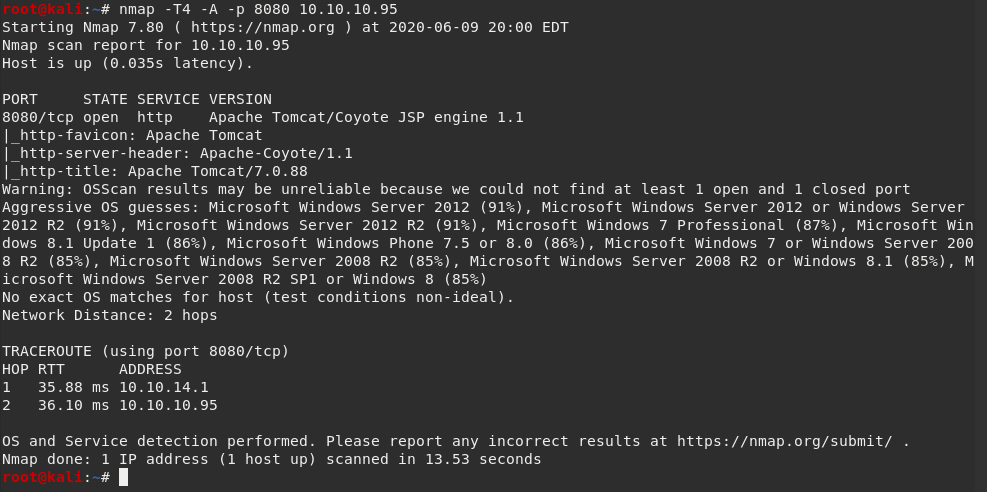 root@kali:~# nmap -T4 -A -p 8080 10.10.10.95
Starting Nmap 7.80 ( https://nmap.org ) at 2020-06-09 20:00 EDT
Nmap scan report for 10.10.10.95
Host is up (0.035s latency).

PORT     STATE SERVICE VERSION
8080/tcp open  http    Apache Tomcat/Coyote JSP engine 1.1
|_http-favicon: Apache Tomcat
|_http-server-header: Apache-Coyote/1.1
|_http-title: Apache Tomcat/7.0.88
Warning: OSScan results may be unreliable because we could not find at least 1 open and 1 closed port
Aggressive OS guesses: Microsoft Windows Server 2012 (91%), Microsoft Windows Server 2012 or Windows Server
2012 R2 (91%), Microsoft Windows Server 2012 R2 (91%), Microsoft Windows 7 Professional (87%), Microsoft Win
dows 8.1 Update 1 (86%), Microsoft Windows Phone 7.5 or 8.0 (86%), Microsoft Windows 7 or Windows Server 200
8 R2 (85%), Microsoft Windows Server 2008 R2 (85%), Microsoft Windows Server 2008 R2 or Windows 8.1 (85%), M
icrosoft Windows Server 2008 R2 SP1 or Windows 8 (85%)
No exact OS matches for host (test conditions non-ideal).
Network Distance: 2 hops

TRACEROUTE (using port 8080/tcp)
HOP RTT      ADDRESS
1   35.88 ms 10.10.14.1
2   36.10 ms 10.10.10.95

OS and Service detection performed. Please report any incorrect results at https://nmap.org/submit/ .
Nmap done: 1 IP address (1 host up) scanned in 13.53 seconds
root@kali:~#